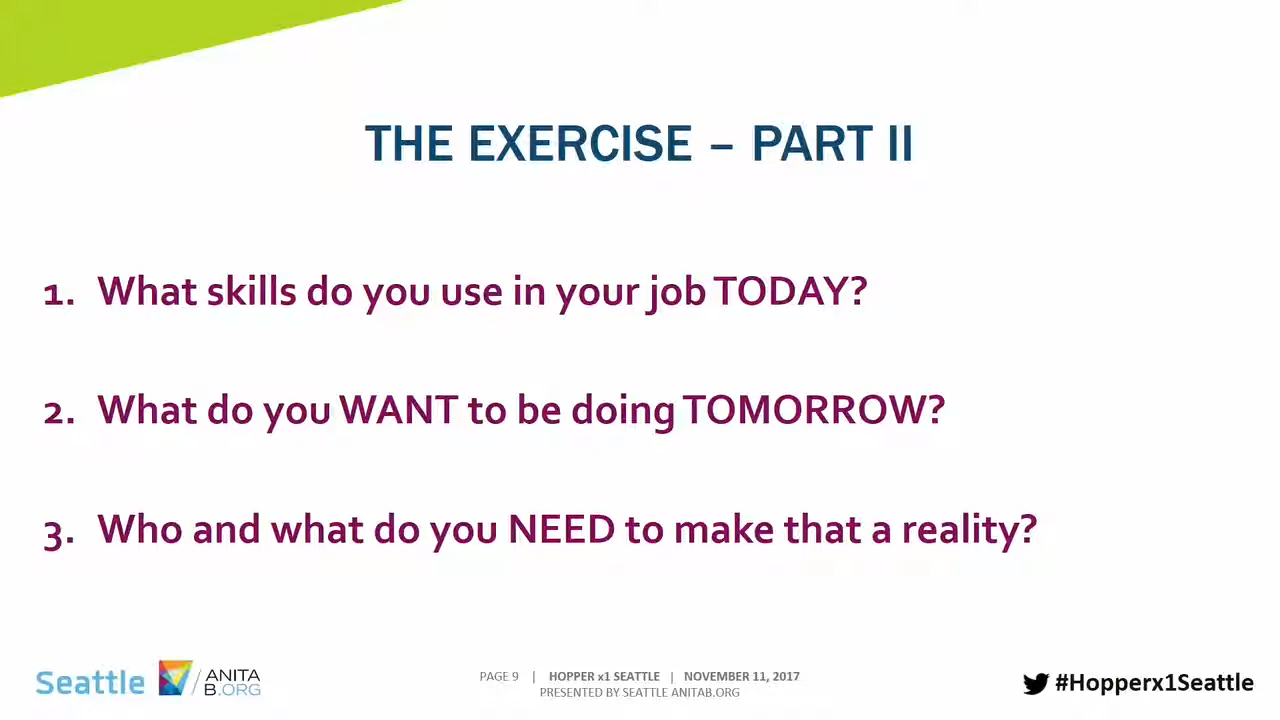 THE EXERCISE – PART II
1. What skills do you use in your job TODAY?
2. What do you WANT to be doing TOMORROW?
3. Who and what do you NEED to make that a reality?
Seattle ANITA
B.ORG
PAGE 9 | HOPPER x1 SEATTLE | NOVEMBER 11, 2017
PRESENTED BY SEATTLE ANITAB.ORG
#Hopperx1Seattle